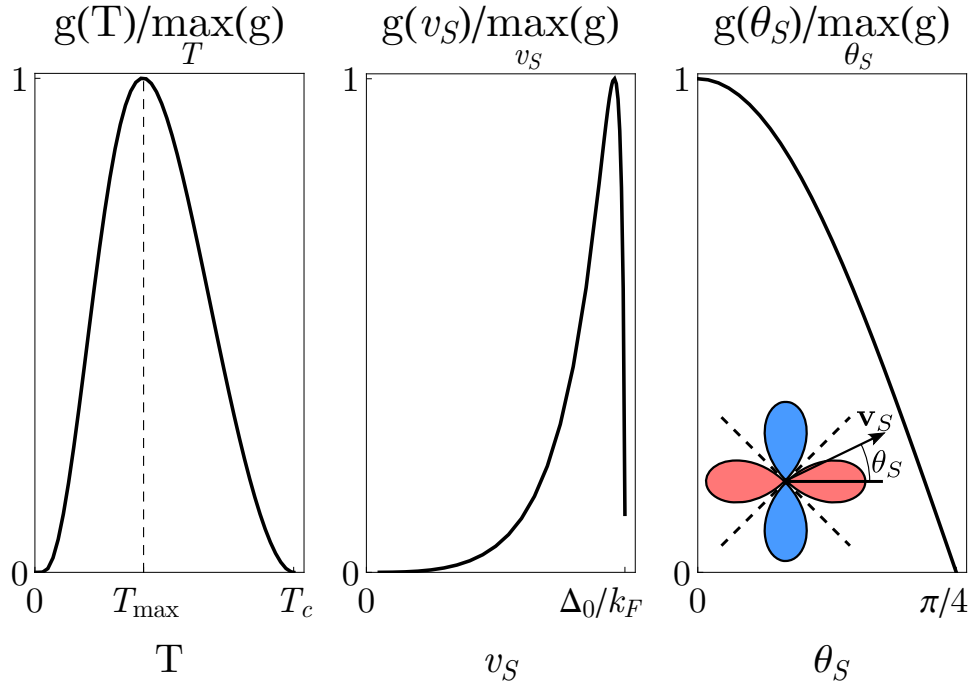 g(T)/max(g)
T
g(v_S)/max(g)
v_S
g(θ_S)/max(g)
θ_S
1
0
0
T_max
T_c
T
1
0
0
Δ_0/k_F
v_S
1
0
0
π/4
θ_S
v_S
θ_S